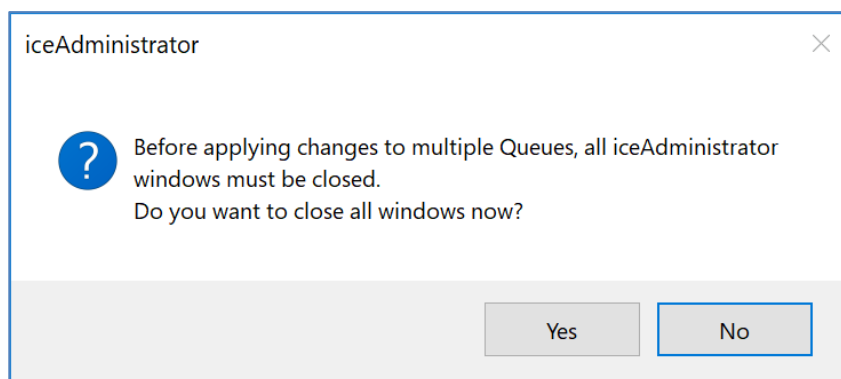 iceAdministrator
Before applying changes to multiple Queues, all iceAdministrator
windows must be closed.
Do you want to close all windows now?
Yes
No